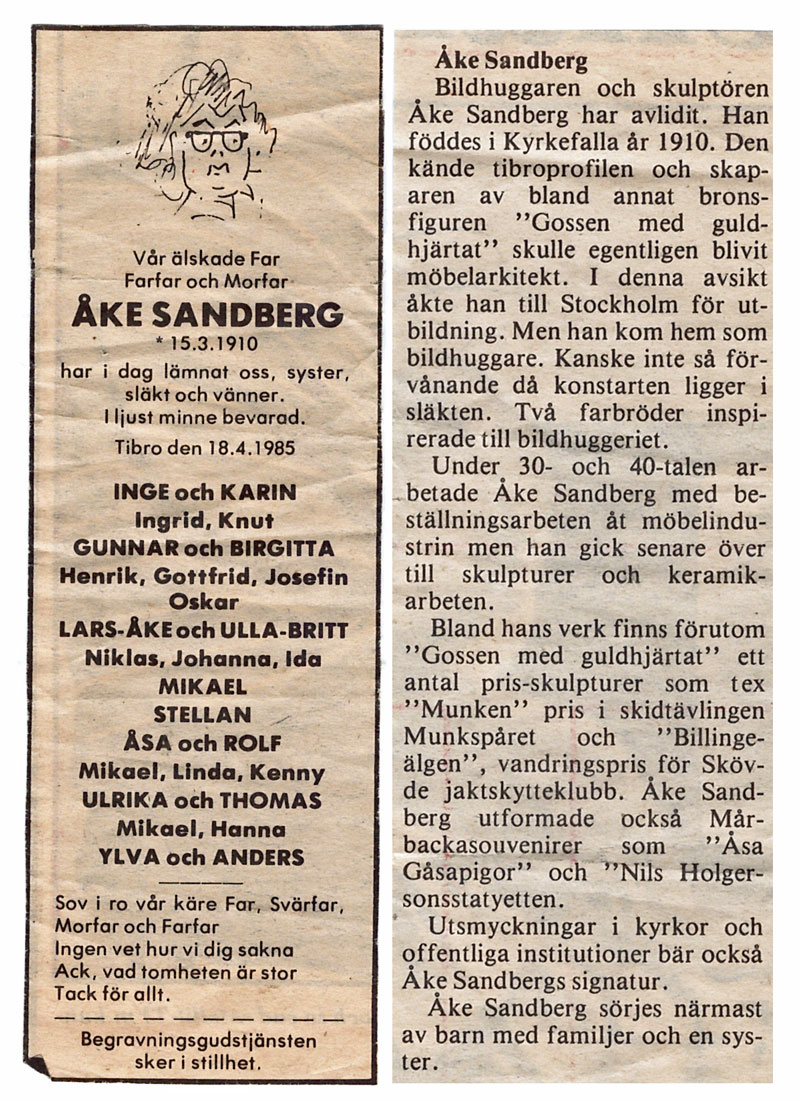 Vår älskade Far
Farfar och Morfar
ÅKE SANDBERG
* 15.3.1910
har i dag lämnat oss, syster,
släkt och vänner.
I ljust minne bevarad.
Tibro den 18.4.1985
INGE och KARIN
Ingrid, Knut
GUNNAR och BIRGITTA
Henrik, Gottfrid, Josefin
Oskar
LARS-ÅKE och ULLA-BRITT
Niklas, Johanna, Ida
MIKAEL
STELLAN
ÅSA och ROLF
Mikael, Linda, Kenny
ULRIKA och THOMAS
Mikael, Hanna
YLVA och ANDERS
Sov i ro vår käre Far, Svärfar,
Morfar och Farfar
Ingen vet hur vi dig sakna
Ack, vad tomheten är stor
Tack för allt.
Begravningsgudstjänsten
sker i stillhet.
Åke Sandberg
Bildhuggaren och skulptören
Åke Sandberg har avlidit. Han
föddes i Kyrkefalla år 1910. Den
kände tibroprofilen och skap-
aren av bland annat brons-
figuren ”Gossen med guld-
hjärtat” skulle egentligen blivit
möbelarkitekt. I denna avsikt
åkte han till Stockholm för ut-
bildning. Men han kom hem som
bildhuggare. Kanske inte så för-
vånande då konstarten ligger i
släkten. Två farbröder inspi-
rerade till bildhuggeriet.
Under 30- och 40-talen ar-
betade Åke Sandberg med be-
ställningsarbeten åt möbelindu-
strin men han gick senare över
till skulpturer och keramik-
arbeten.
Bland hans verk finns förutom
”Gossen med guldhjärtat” ett
antal pris-skulpturer som tex
”Munken” pris i skidtävlingen
Munkspåret och ”Billinge-
älgen”, vandringspris för Sköv-
de jaktskytteklubb. Åke Sand-
berg utformade också Mår-
backasouvenirer som ”Åsa
Gåsapigor” och ”Nils Holger-
sonsstatyetten.
Utsmyckningar i kyrkor och
offentliga institutioner bär också
Åke Sandbergs signatur.
Åke Sandberg sörjes närmast
av barn med familjer och en sys-
ter.